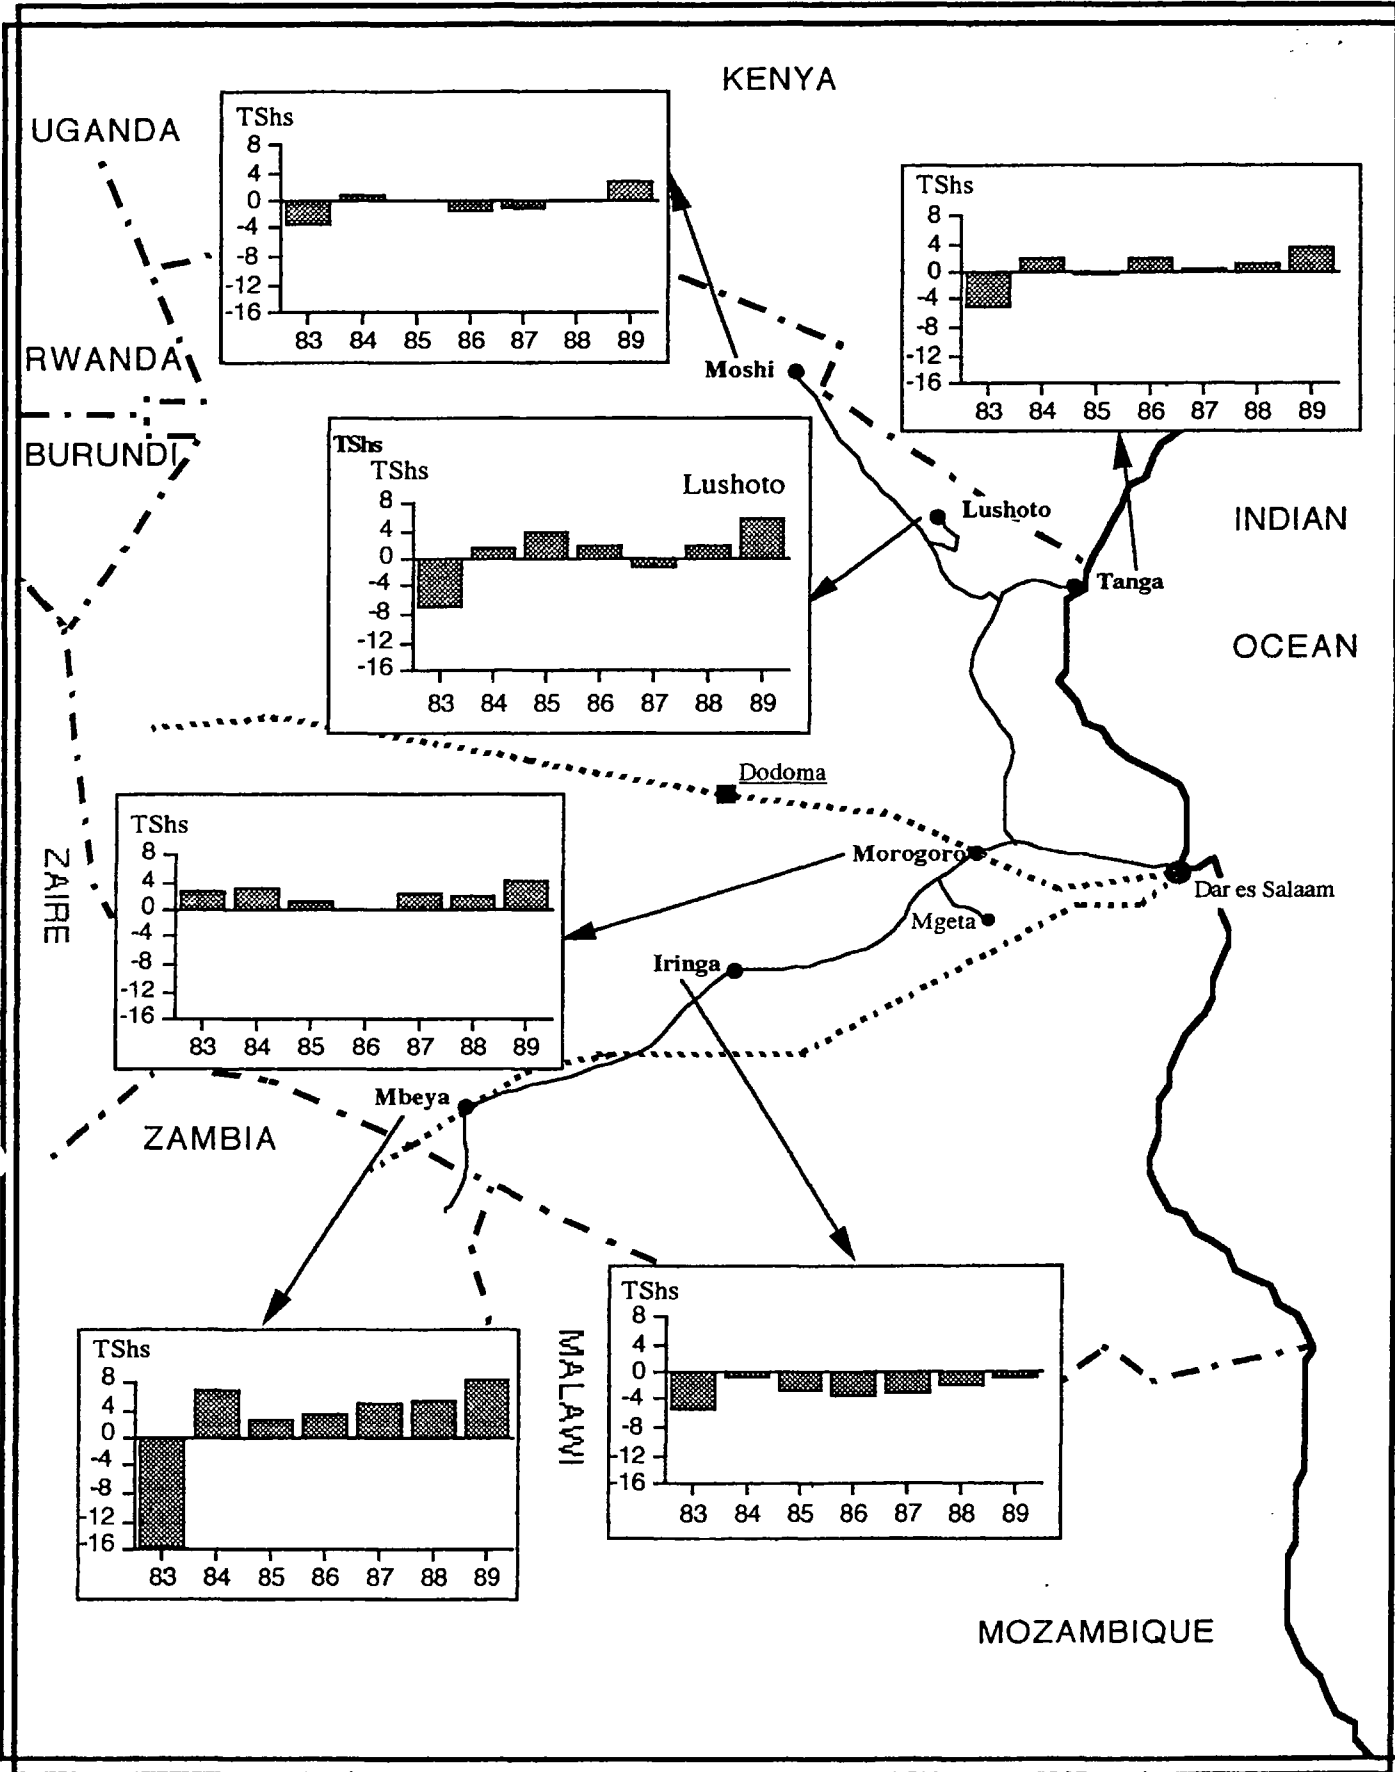 KENYA
UGANDA
TShs
8
4
0
-4
-8
-12
-16
83 84 85 86 87 88 89
TShs
8
4
0
-4
-8
-12
-16
83 84 85 86 87 88 89
RWANDA
BURUNDI
Moshi
TShs
TShs
Lushoto
8
4
0
-4
-8
-12
-16
83 84 85 86 87 88 89
Lushoto
INDIAN
Tanga
OCEAN
Dodoma
TShs
8
4
0
-4
-8
-12
-16
83 84 85 86 87 88 89
ZAIRE
Morogoro
Dar es Salaam
Mgeta
Iringa
Mbeya
ZAMBIA
TShs
8
4
0
-4
-8
-12
-16
83 84 85 86 87 88 89
MALAWI
TShs
8
4
0
-4
-8
-12
-16
83 84 85 86 87 88 89
MOZAMBIQUE